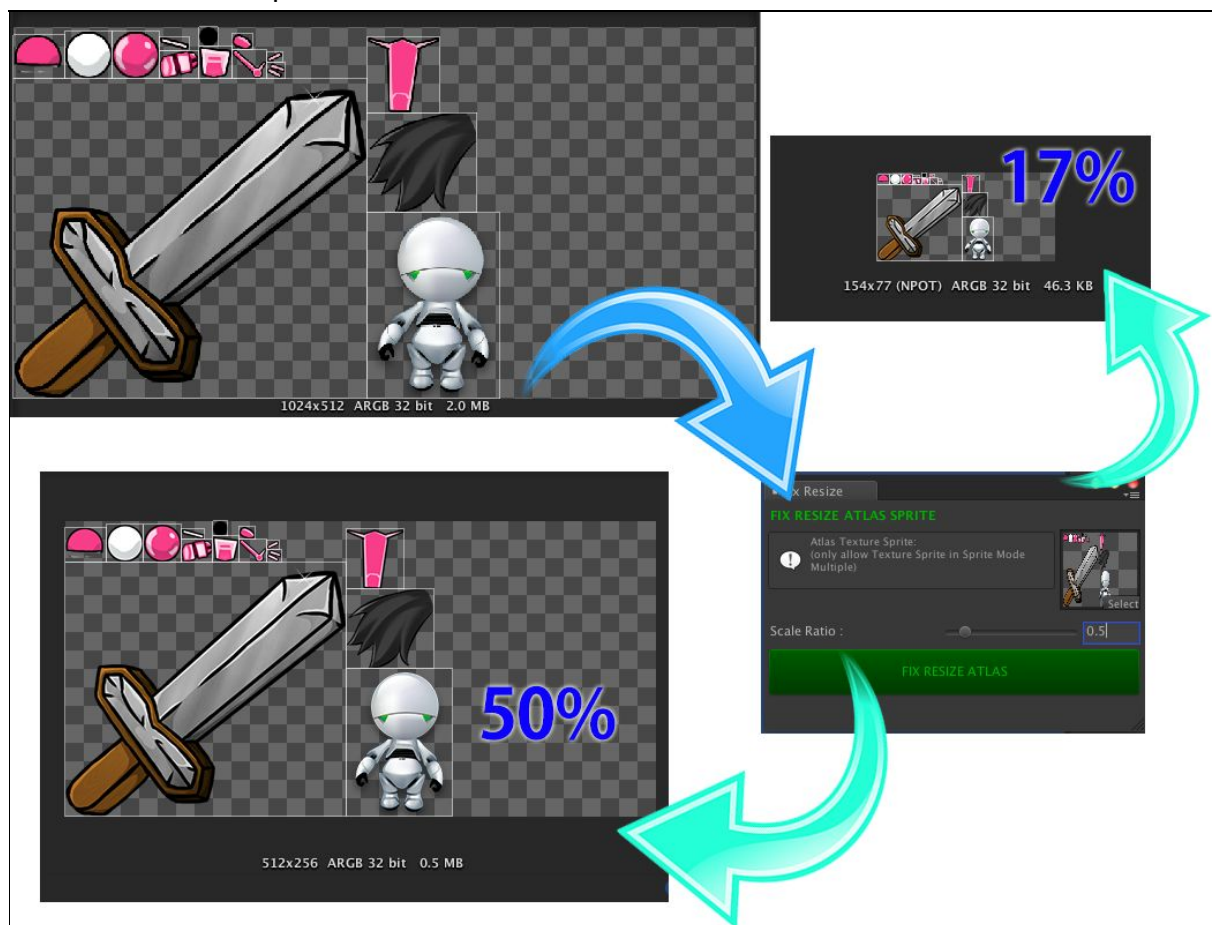 1024x512 ARGB 32 bit 2.0 MB
17%
154x77 (NPOT) ARGB 32 bit 46.3 KB
x Resize
FIX RESIZE ATLAS SPRITE
Atlas Texture Sprite:
(only allow Texture Sprite in Sprite Mode
Multiple)
Select
Scale Ratio :
0.5
FIX RESIZE ATLAS
50%
512x256 ARGB 32 bit 0.5 MB